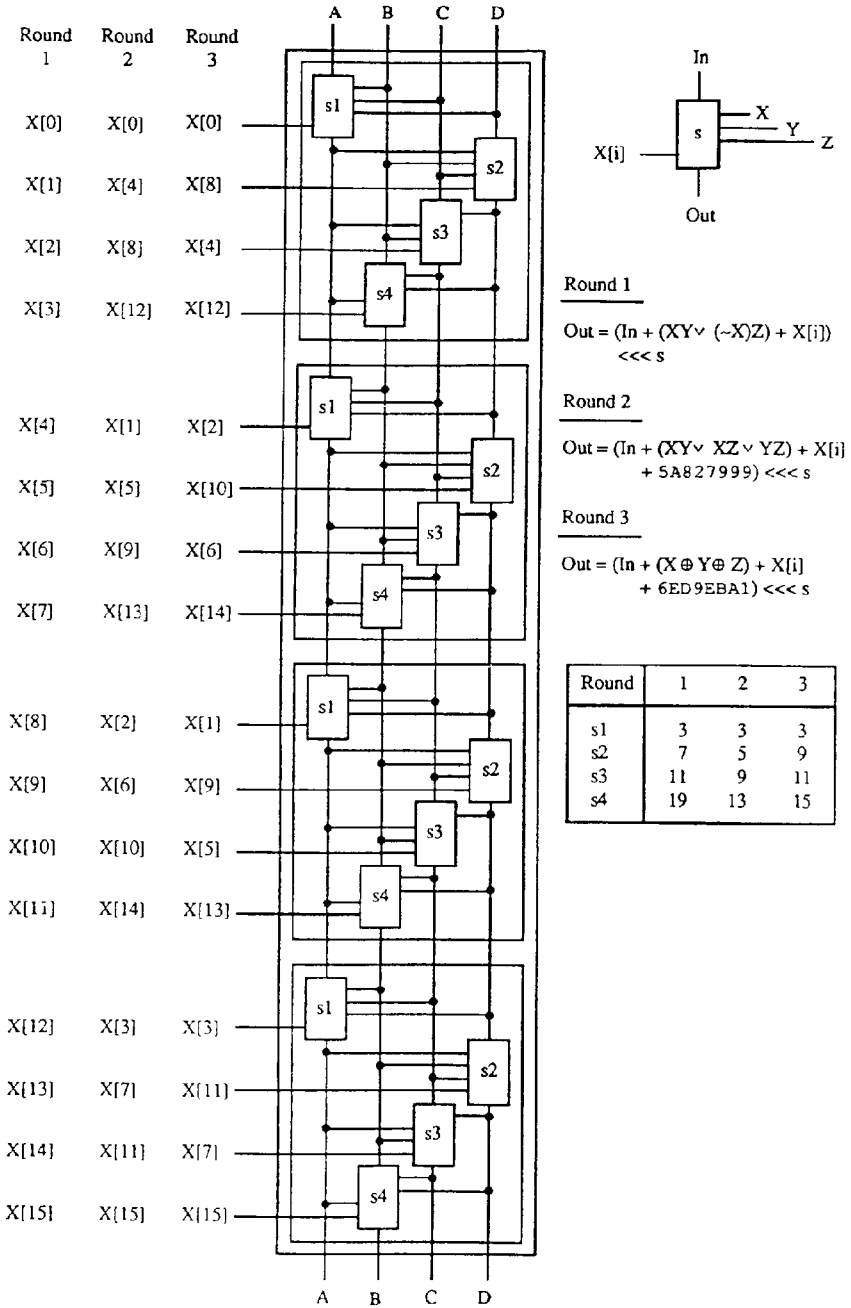 A B C D
Round Round Round
1 2 3
In
s1
X
s
Y
Z
X[i]
Out
X[0] X[0] X[0]
s2
X[1] X[4] X[8]
s3
X[2] X[8] X[4]
s4
X[3] X[12] X[12]
Round 1
Out = (In + (XY∨ (~X)Z) + X[i])
<<< s
s1
X[4] X[1] X[2]
s2
X[5] X[5] X[10]
s3
X[6] X[9] X[6]
s4
X[7] X[13] X[14]
Round 2
Out = (In + (XY∨ XZ∨ YZ) + X[i]
+ 5A827999) <<< s
Round 3
Out = (In + (X ⊕ Y ⊕ Z) + X[i]
+ 6ED9EBA1) <<< s
s1
X[8] X[2] X[1]
s2
X[9] X[6] X[9]
s3
X[10] X[10] X[5]
s4
X[11] X[14] X[13]
Round 1 2 3
s1 3 3 3
s2 7 5 9
s3 11 9 11
s4 19 13 15
s1
X[12] X[3] X[3]
s2
X[13] X[7] X[11]
s3
X[14] X[11] X[7]
s4
X[15] X[15] X[15]
A B C D